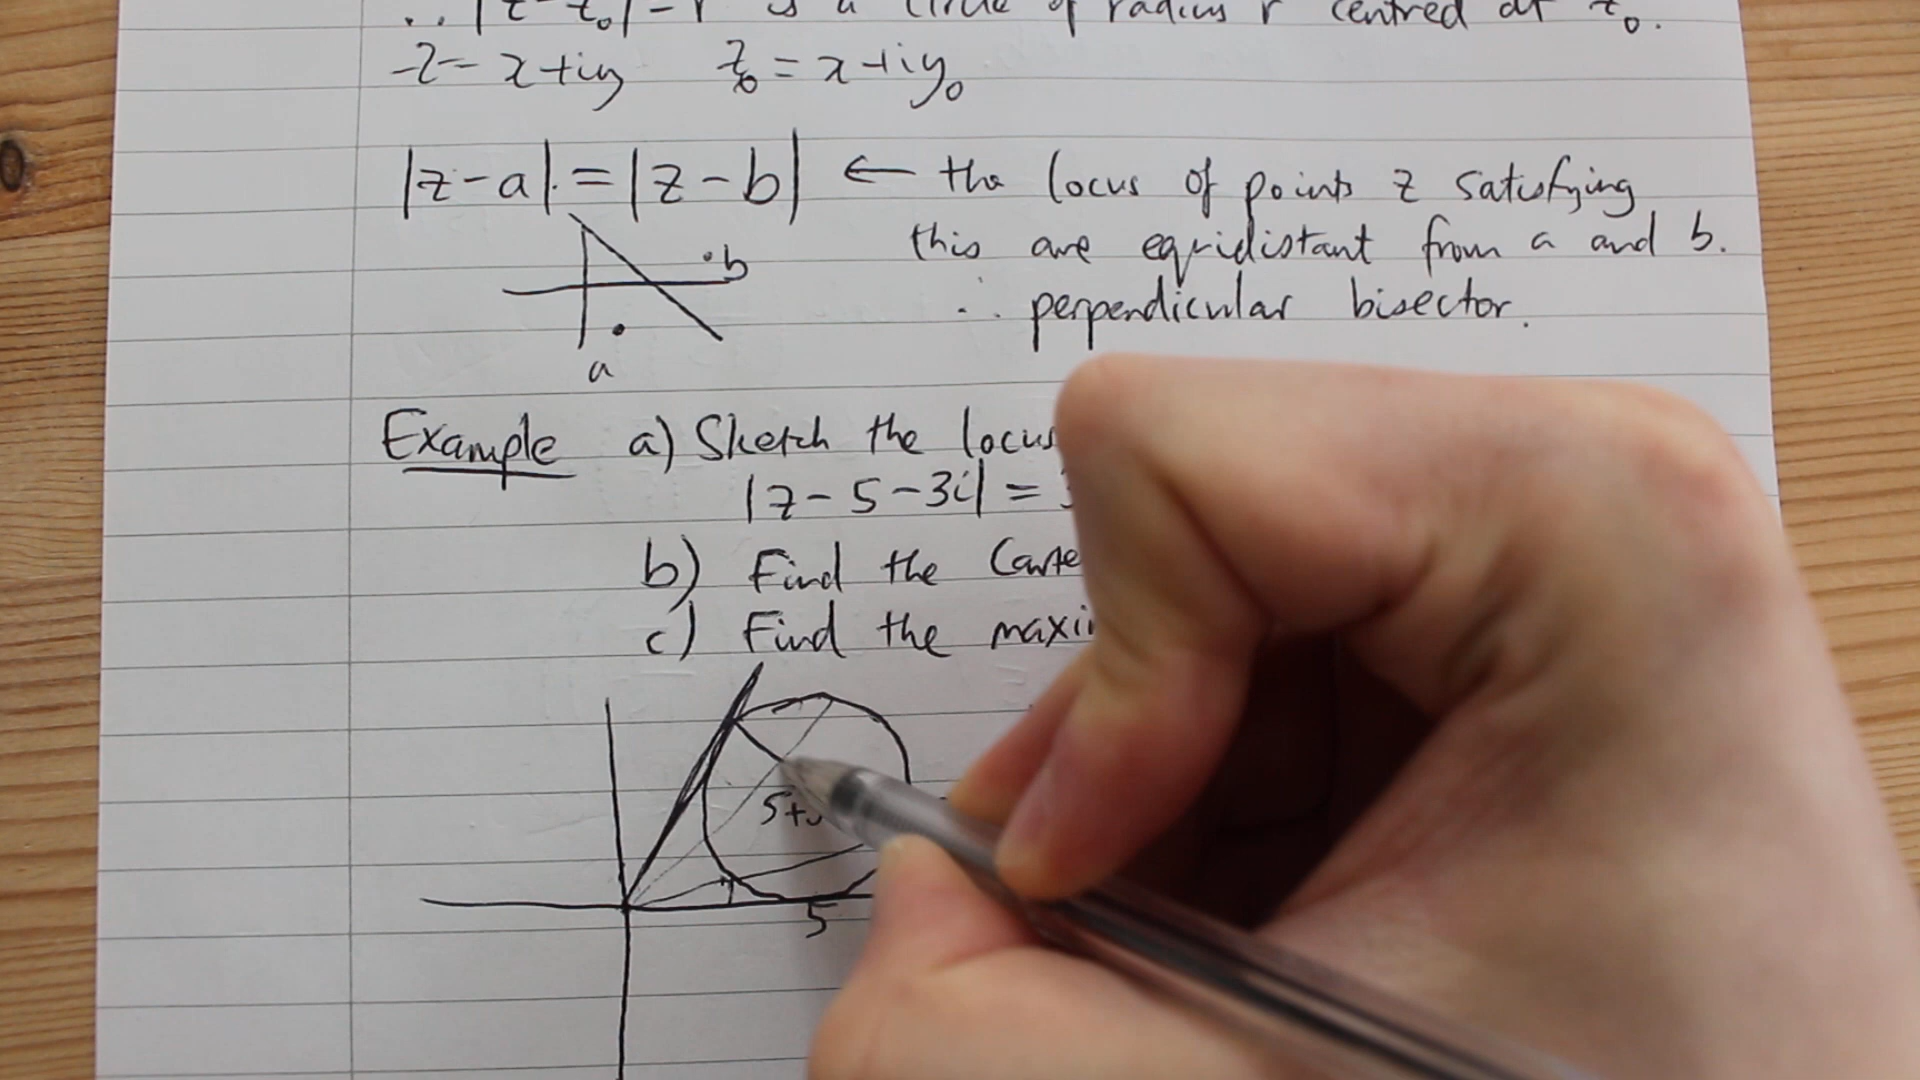 ∴ |z-z₀|=r is a circle of radius r centred at z₀.
z = x+iy z₀ = x+iy₀
|z-a| = |z-b| ← the locus of points z satisfying
this are equidistant from a and b.
∴ perpendicular bisector.
b
a
Example a) Sketch the locus
|z-5-3i| =
b) Find the Carte
c) Find the maxi
5+
5